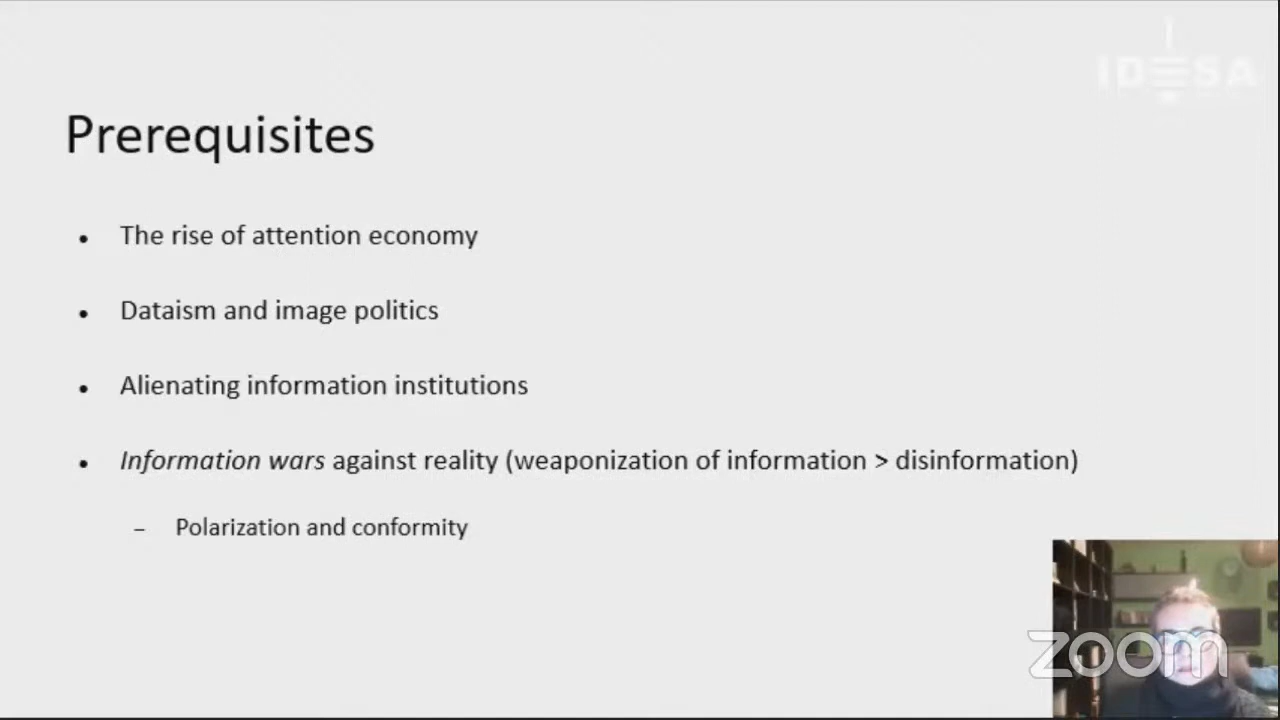 IDESA
Prerequisites
• The rise of attention economy
• Dataism and image politics
• Alienating information institutions
• Information wars against reality (weaponization of information > disinformation)
– Polarization and conformity
zoom